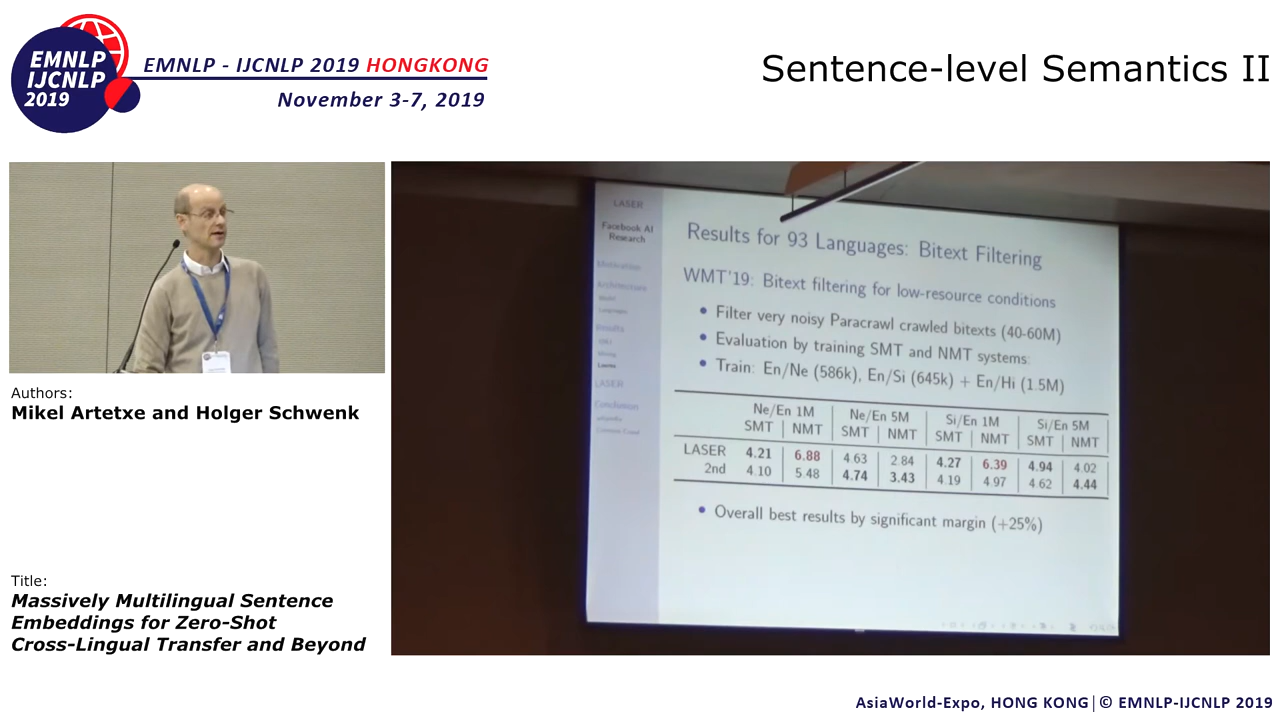 EMNLP
IJCNLP
2019
EMNLP - IJCNLP 2019 HONGKONG
November 3-7, 2019
Sentence-level Semantics II
Authors:
Mikel Artetxe and Holger Schwenk
Title:
Massively Multilingual Sentence
Embeddings for Zero-Shot
Cross-Lingual Transfer and Beyond
LASER
Facebook AI
Research
Motivation
Architecture
Results
LASER
Conclusion
Results for 93 Languages: Bitext Filtering
WMT'19: Bitext filtering for low-resource conditions
• Filter very noisy Paracrawl crawled bitexts (40-60M)
• Evaluation by training SMT and NMT systems:
• Train: En/Ne (586k), En/Si (645k) + En/Hi (1.5M)
Ne/En 1M Ne/En 5M Si/En 1M Si/En 5M
SMT NMT SMT NMT SMT NMT SMT NMT
LASER 4.21 6.88 4.63 2.84 4.27 6.39 4.94 4.02
2nd 4.10 5.48 4.74 3.43 4.19 4.97 4.62 4.44
• Overall best results by significant margin (+25%)
AsiaWorld-Expo, HONG KONG|© EMNLP-IJCNLP 2019